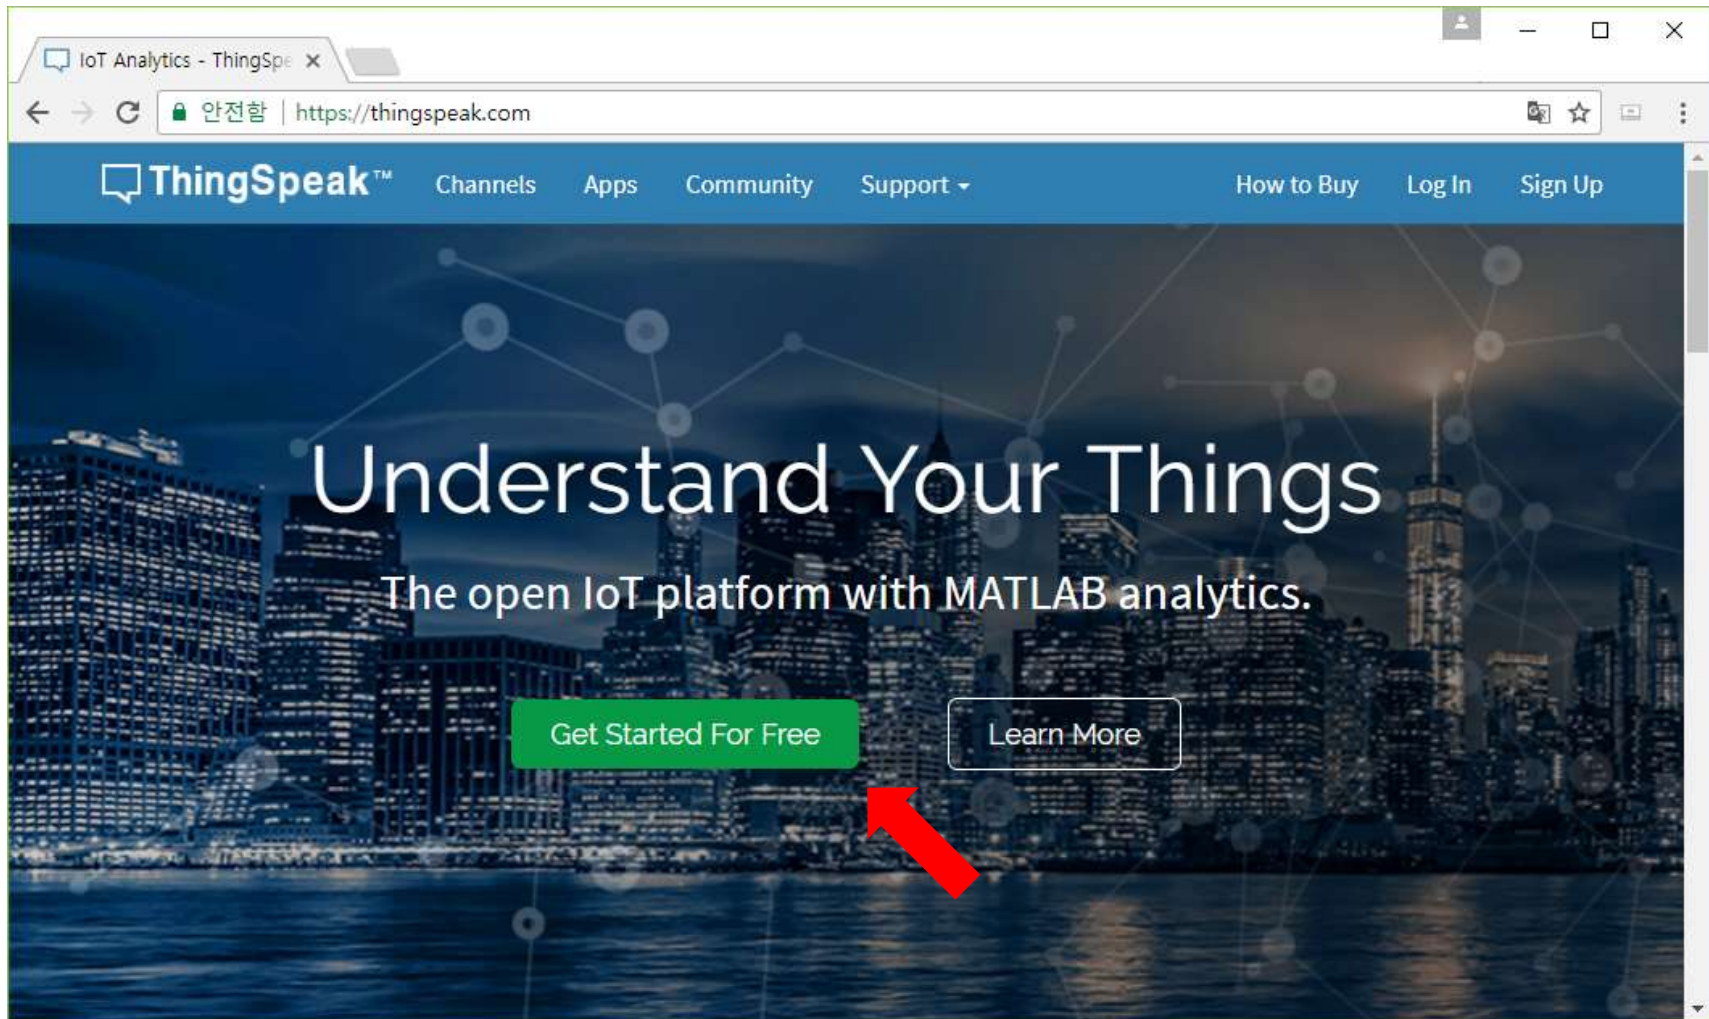 IoT Analytics - ThingSpe
안전함 | https://thingspeak.com
ThingSpeak™ Channels Apps Community Support How to Buy Log In Sign Up
Understand Your Things
The open IoT platform with MATLAB analytics.
Get Started For Free Learn More